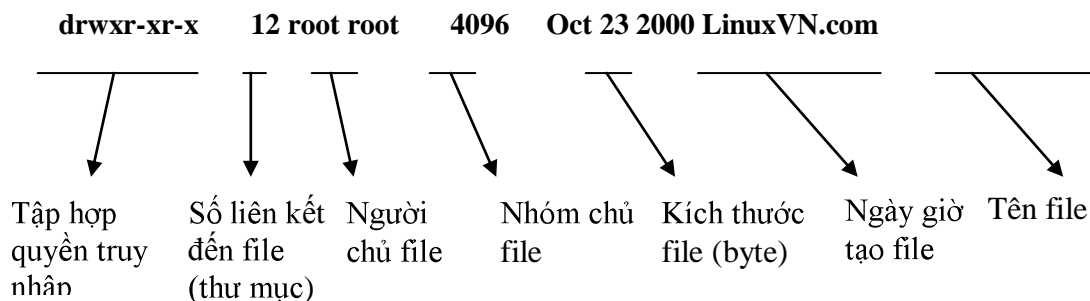 drwxr-xr-x 12 root root 4096 Oct 23 2000 LinuxVN.com
Tập hợp
quyền truy
nhập
Số liên kết
đến file
(thư mục)
Người
chủ file
Nhóm chủ
file
Kích thước
file (byte)
Ngày giờ
tạo file
Tên file